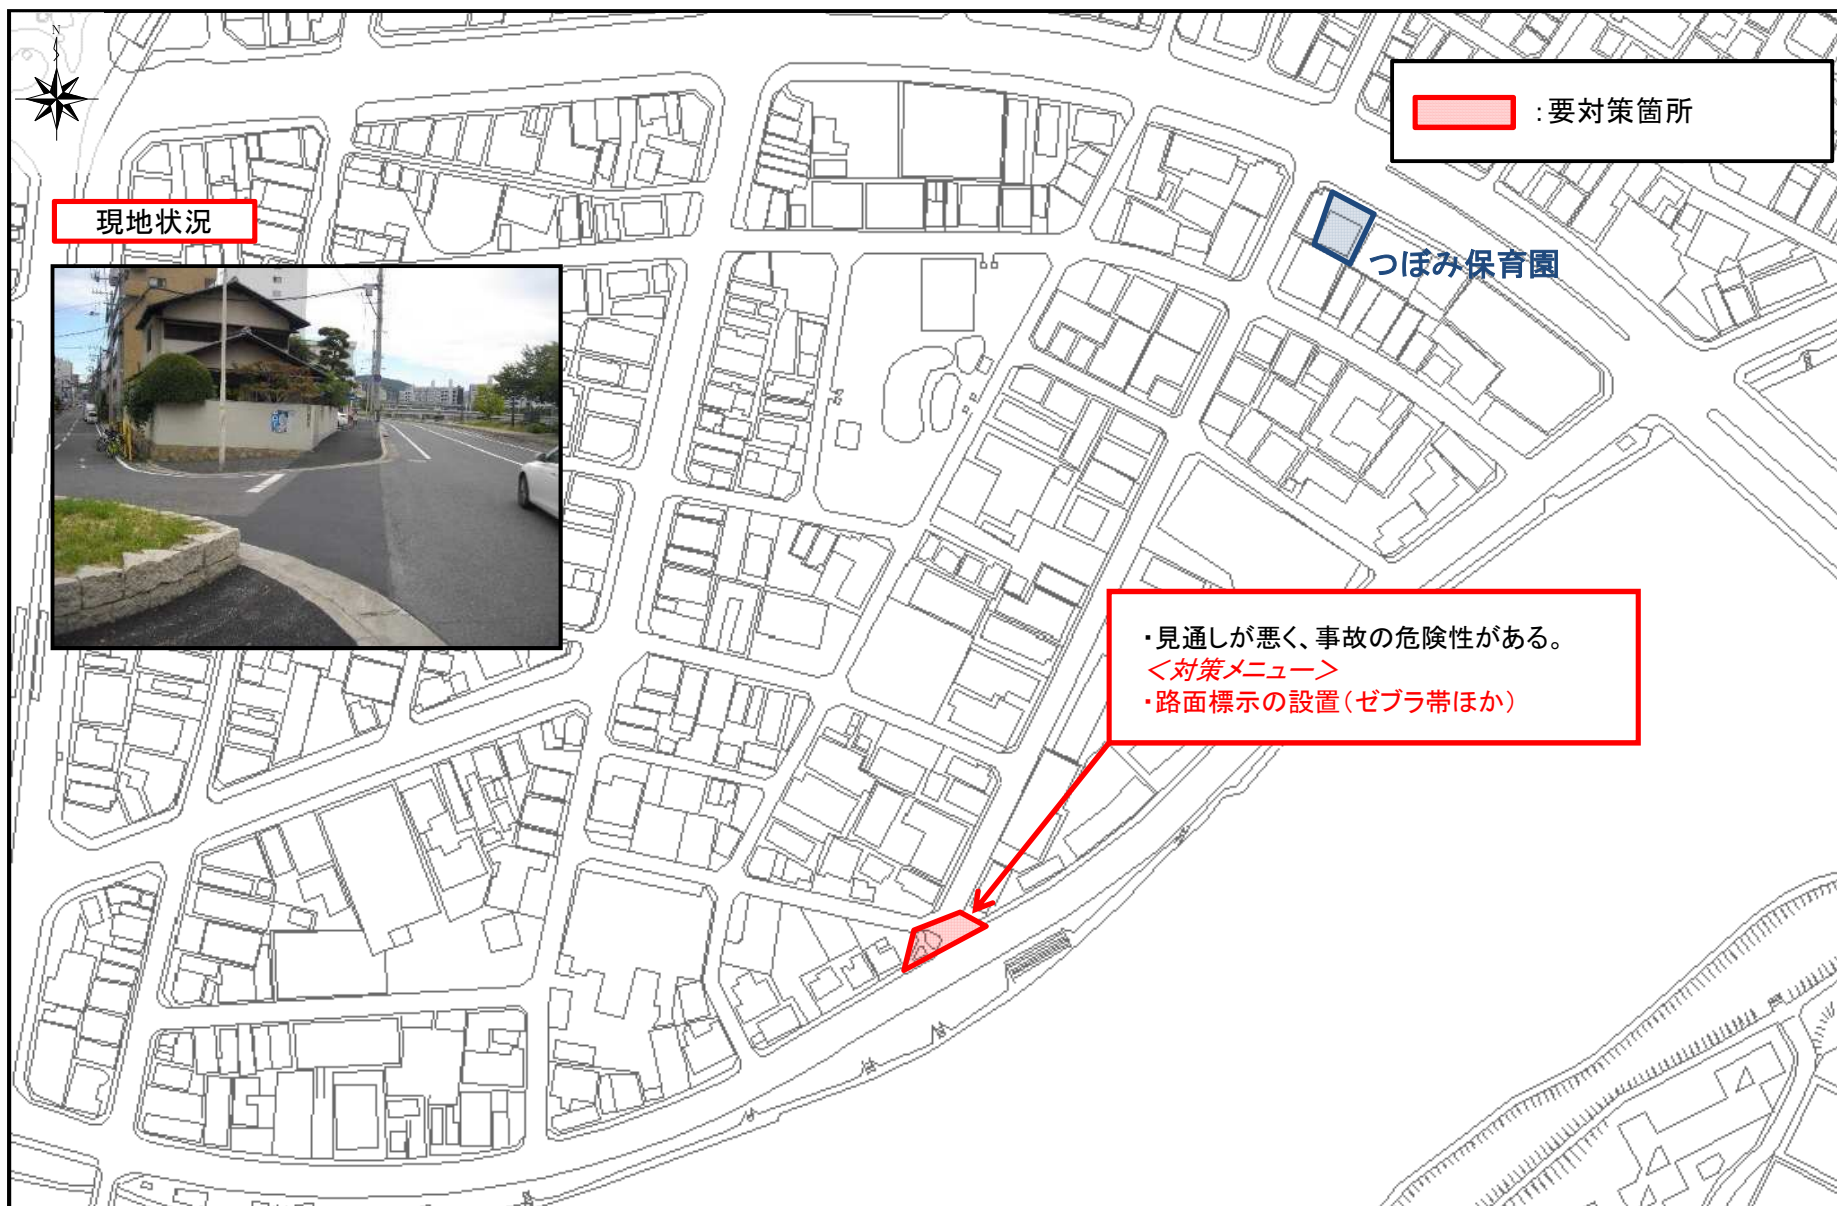 N
:要対策箇所
現地状況
つぼみ保育園
・見通しが悪く、事故の危険性がある。
<対策メニュー>
・路面標示の設置(ゼブラ帯ほか)